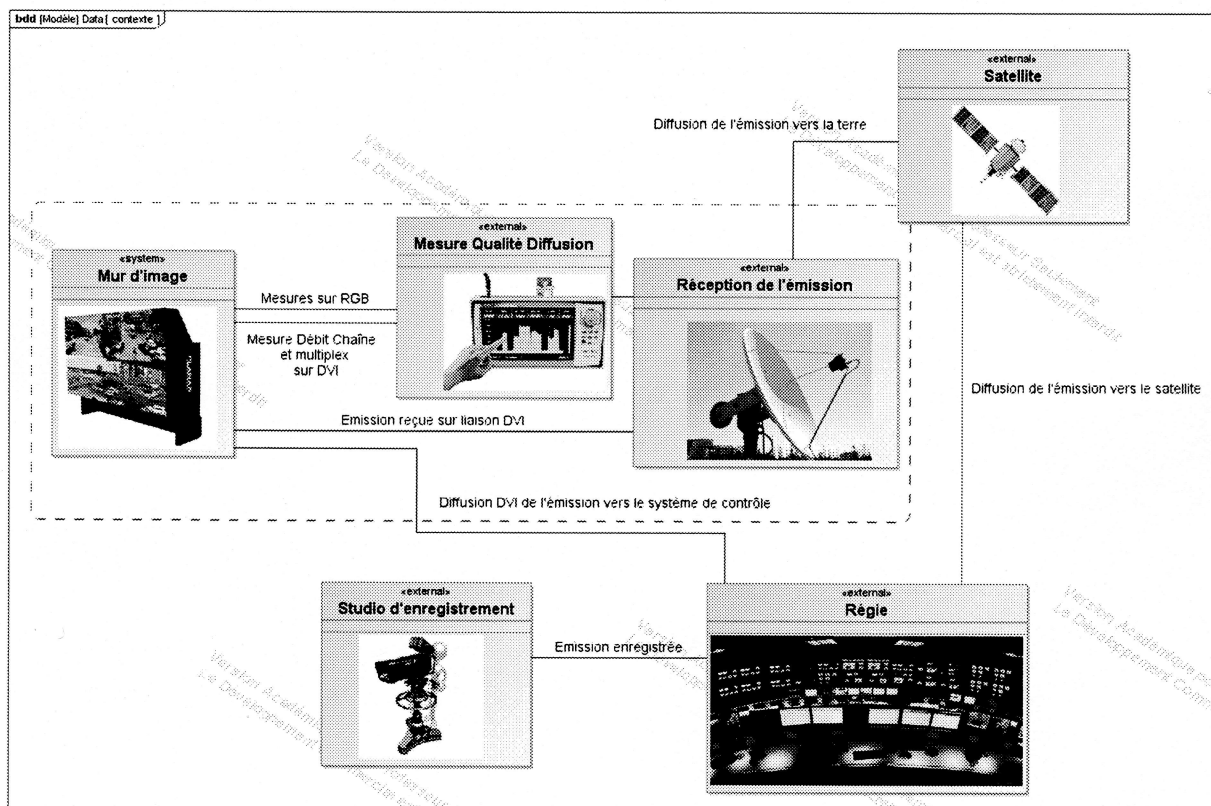 bdd [Modèle] Data [ contexte ]
«external»
Satellite
Diffusion de l'émission vers la terre
«external»
Mesure Qualité Diffusion
«system»
Mur d'image
«external»
Réception de l'émission
Mesures sur RGB
Mesure Débit Chaîne
et multiplex
sur DVI
Diffusion de l'émission vers le satellite
Emission reçue sur liaison DVI
Diffusion DVI de l'émission vers le système de contrôle
«external»
Studio d'enregistrement
«external»
Régie
Emission enregistrée